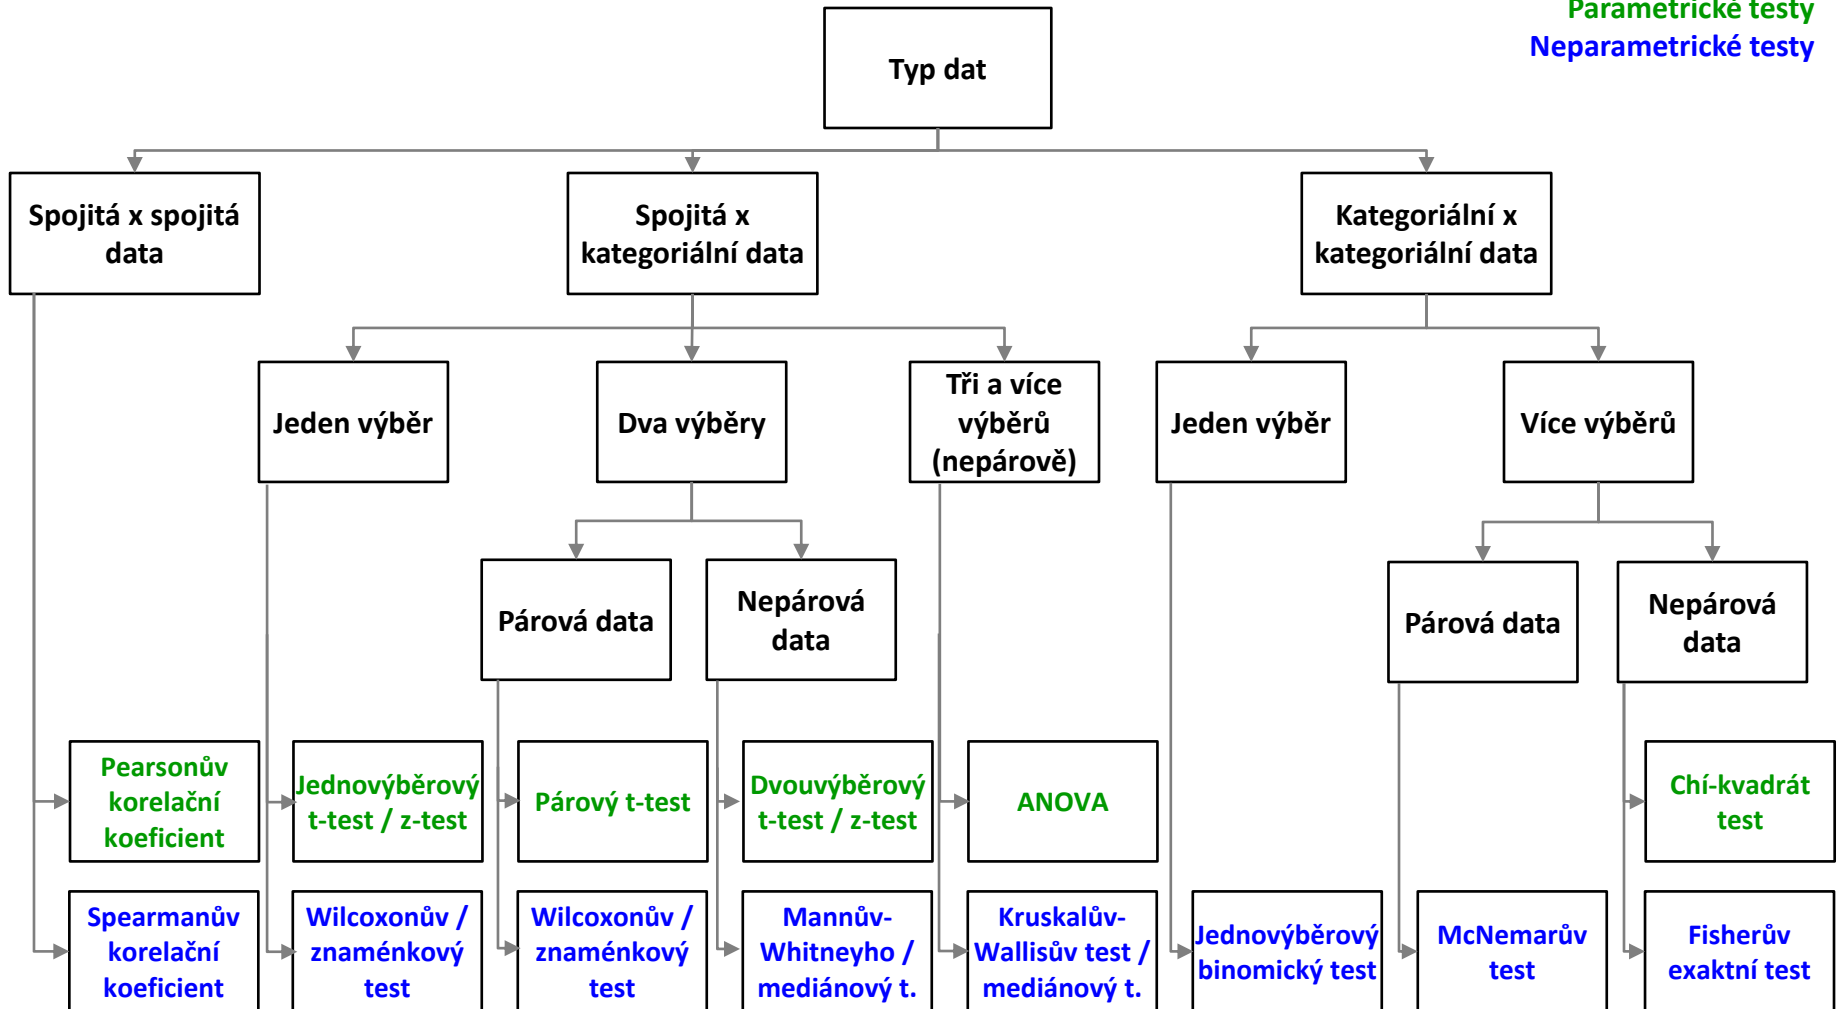 Parametrické testy
Neparametrické testy
Typ dat
Spojitá x spojitá
data
Spojitá x
kategoriální data
Kategoriální x
kategoriální data
Jeden výběr
Dva výběry
Tři a více
výběrů
(nepárově)
Jeden výběr
Více výběrů
Párová data
Nepárová
data
Párová data
Nepárová
data
Pearsonův
korelační
koeficient
Jednovýběrový
t-test / z-test
Párový t-test
Dvouvýběrový
t-test / z-test
ANOVA
Chí-kvadrát
test
Spearmanův
korelační
koeficient
Wilcoxonův /
znaménkový
test
Wilcoxonův /
znaménkový
test
Mannův-
Whitneyho /
mediánový t.
Kruskalův-
Wallisův test /
mediánový t.
Jednovýběrový
binomický test
McNemarův
test
Fisherův
exaktní test